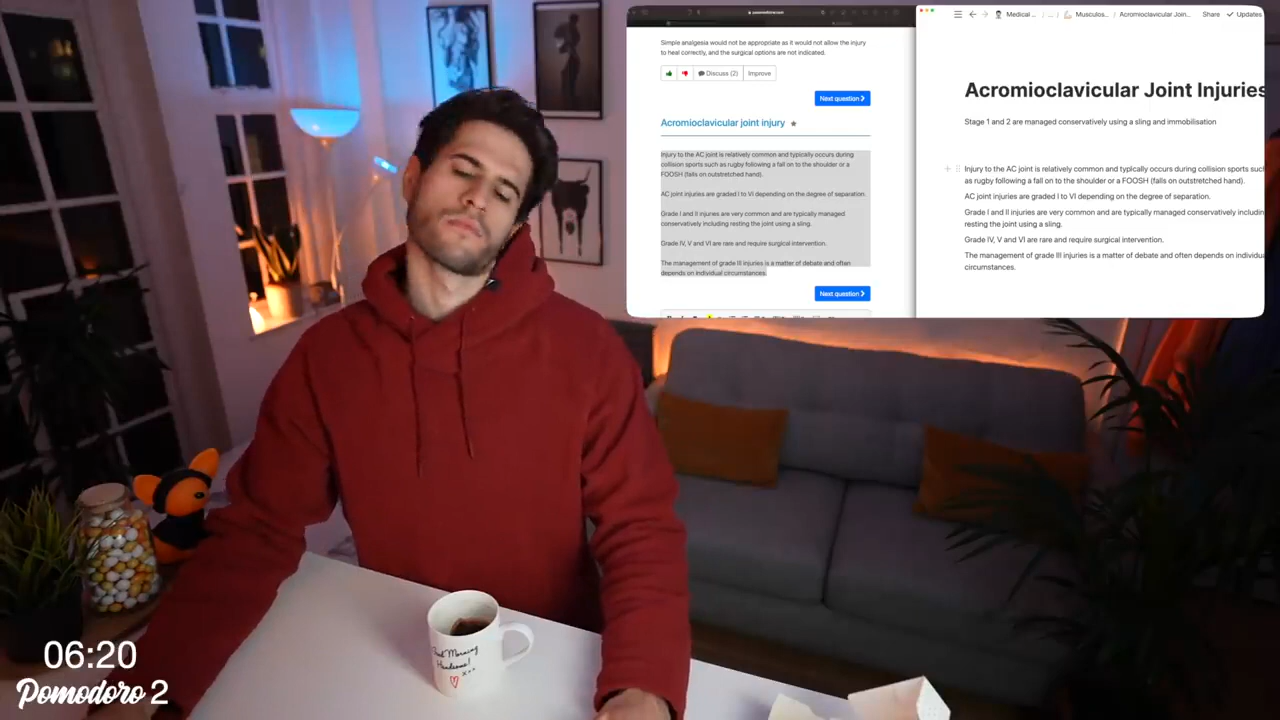 passmedicine.com
Simple analgesia would not be appropriate as it would not allow the injury
to heal correctly, and the surgical options are not indicated.
Discuss (2)
Improve
Next question
Acromioclavicular joint injury
Injury to the AC joint is relatively common and typically occurs during
collision sports such as rugby following a fall on to the shoulder or a
FOOSH (falls on outstretched hand).
AC joint injuries are graded I to VI depending on the degree of separation.
Grade I and II injures are very common and are typically managed
conservatively including resting the joint using a sling.
Grade IV, V and VI are rare and require surgical intervention.
The management of grade III injuries is a matter of debate and often
depends on individual circumstances.
Next question
Medical ... / ... / Musculos... / Acromioclavicular Join...
Share
Updates
Acromioclavicular Joint Injuries
Stage 1 and 2 are managed conservatively using a sling and immobilisation
Injury to the AC joint is relatively common and typically occurs during collision sports such
as rugby following a fall on to the shoulder or a FOOSH (falls on outstretched hand).
AC joint injuries are graded I to VI depending on the degree of separation.
Grade I and II injures are very common and are typically managed conservatively includin
resting the joint using a sling.
Grade IV, V and VI are rare and require surgical intervention.
The management of grade III injuries is a matter of debate and often depends on individua
circumstances.
Good Morning
Handsome!
x••
06:20
Pomodoro 2